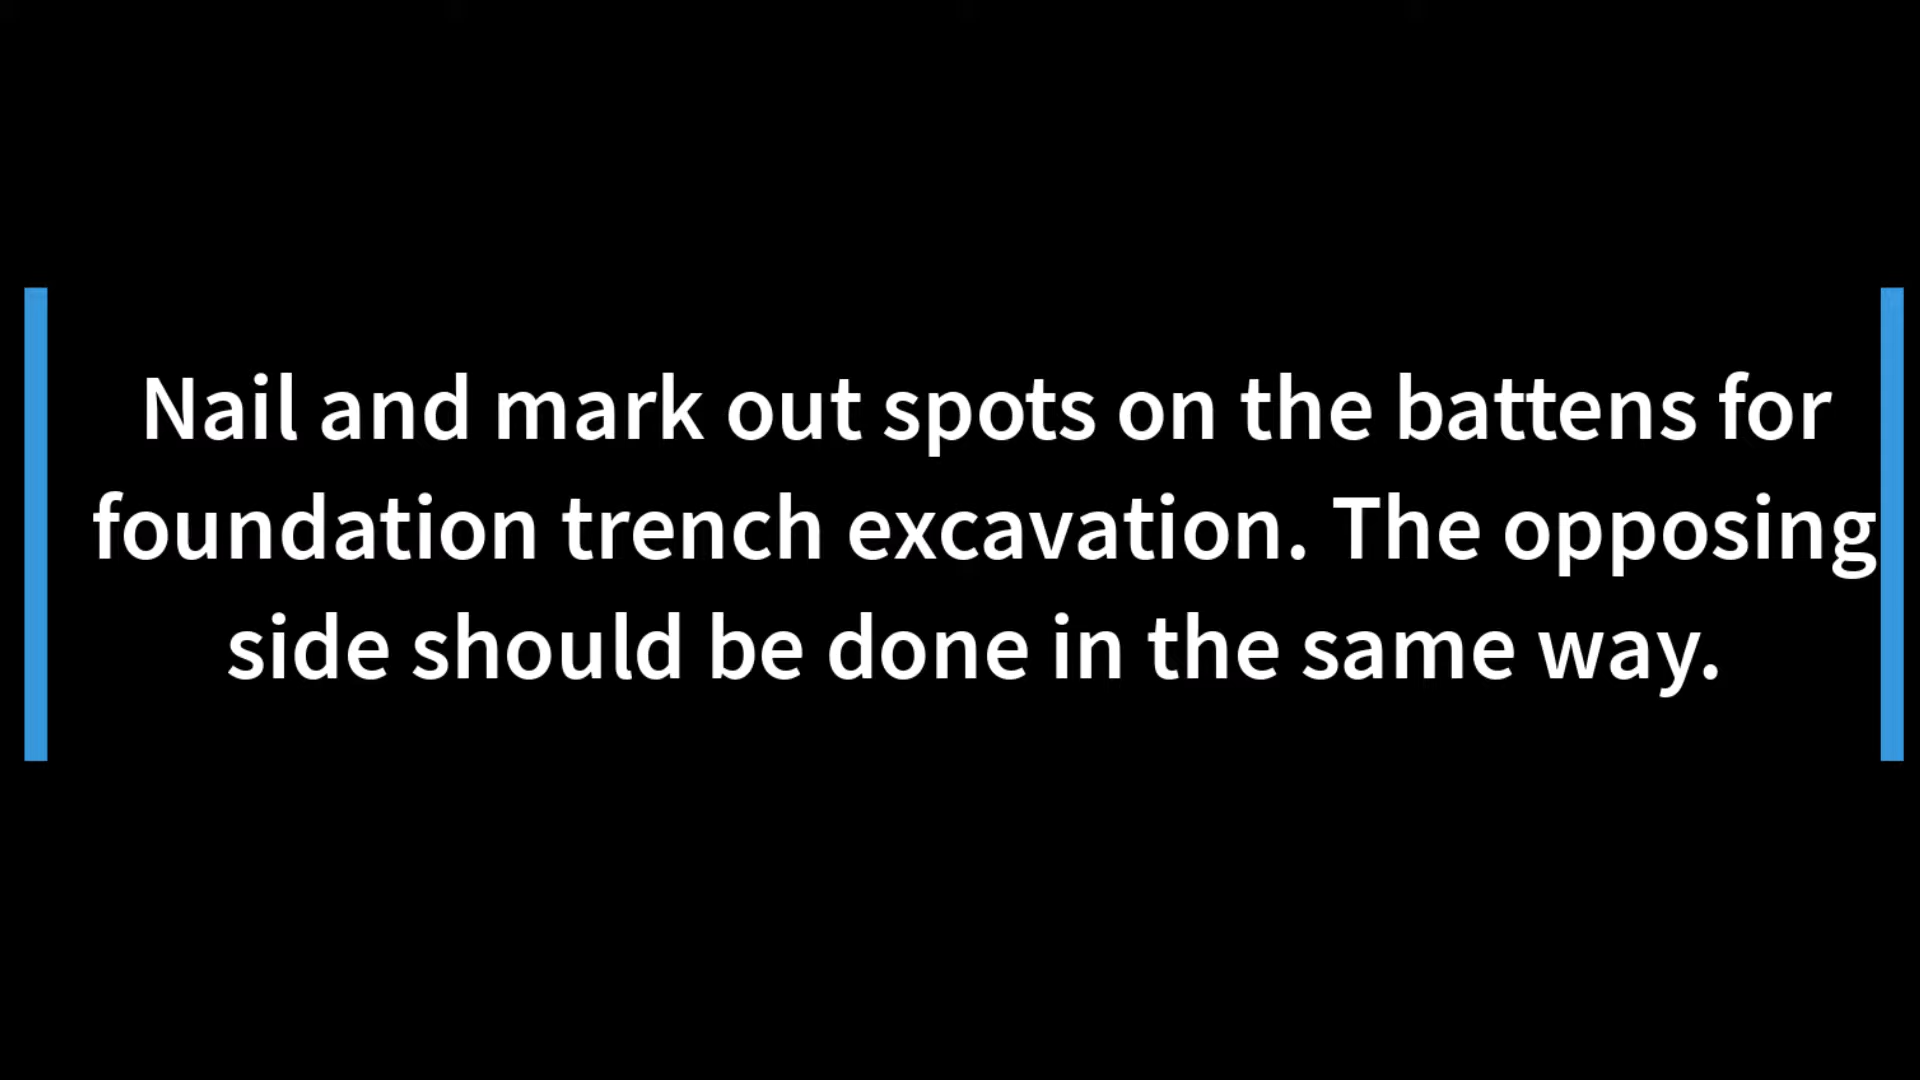 Nail and mark out spots on the battens for
foundation trench excavation. The opposing
side should be done in the same way.